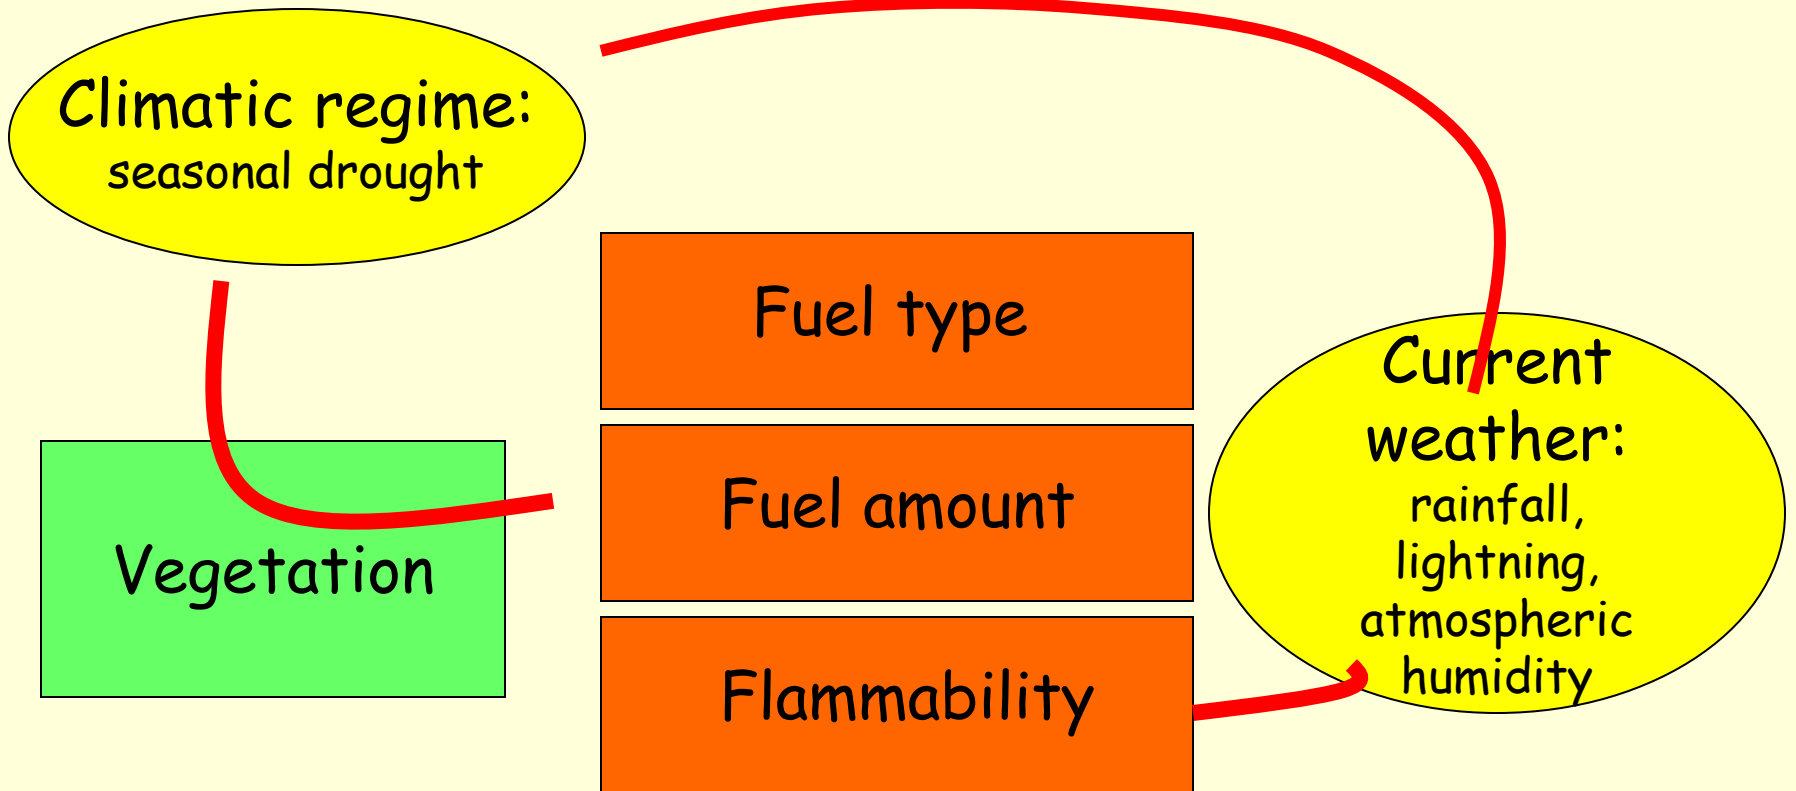 Climatic regime:
seasonal drought
Fuel type
Current
weather:
rainfall,
lightning,
atmospheric
humidity
Fuel amount
Vegetation
Flammability